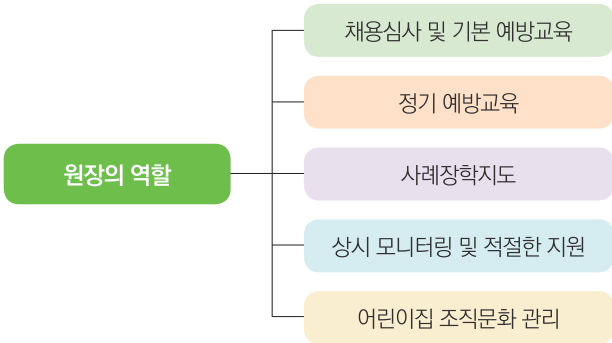 원장의 역할
채용심사 및 기본 예방교육
정기 예방교육
사례장학지도
상시 모니터링 및 적절한 지원
어린이집 조직문화 관리